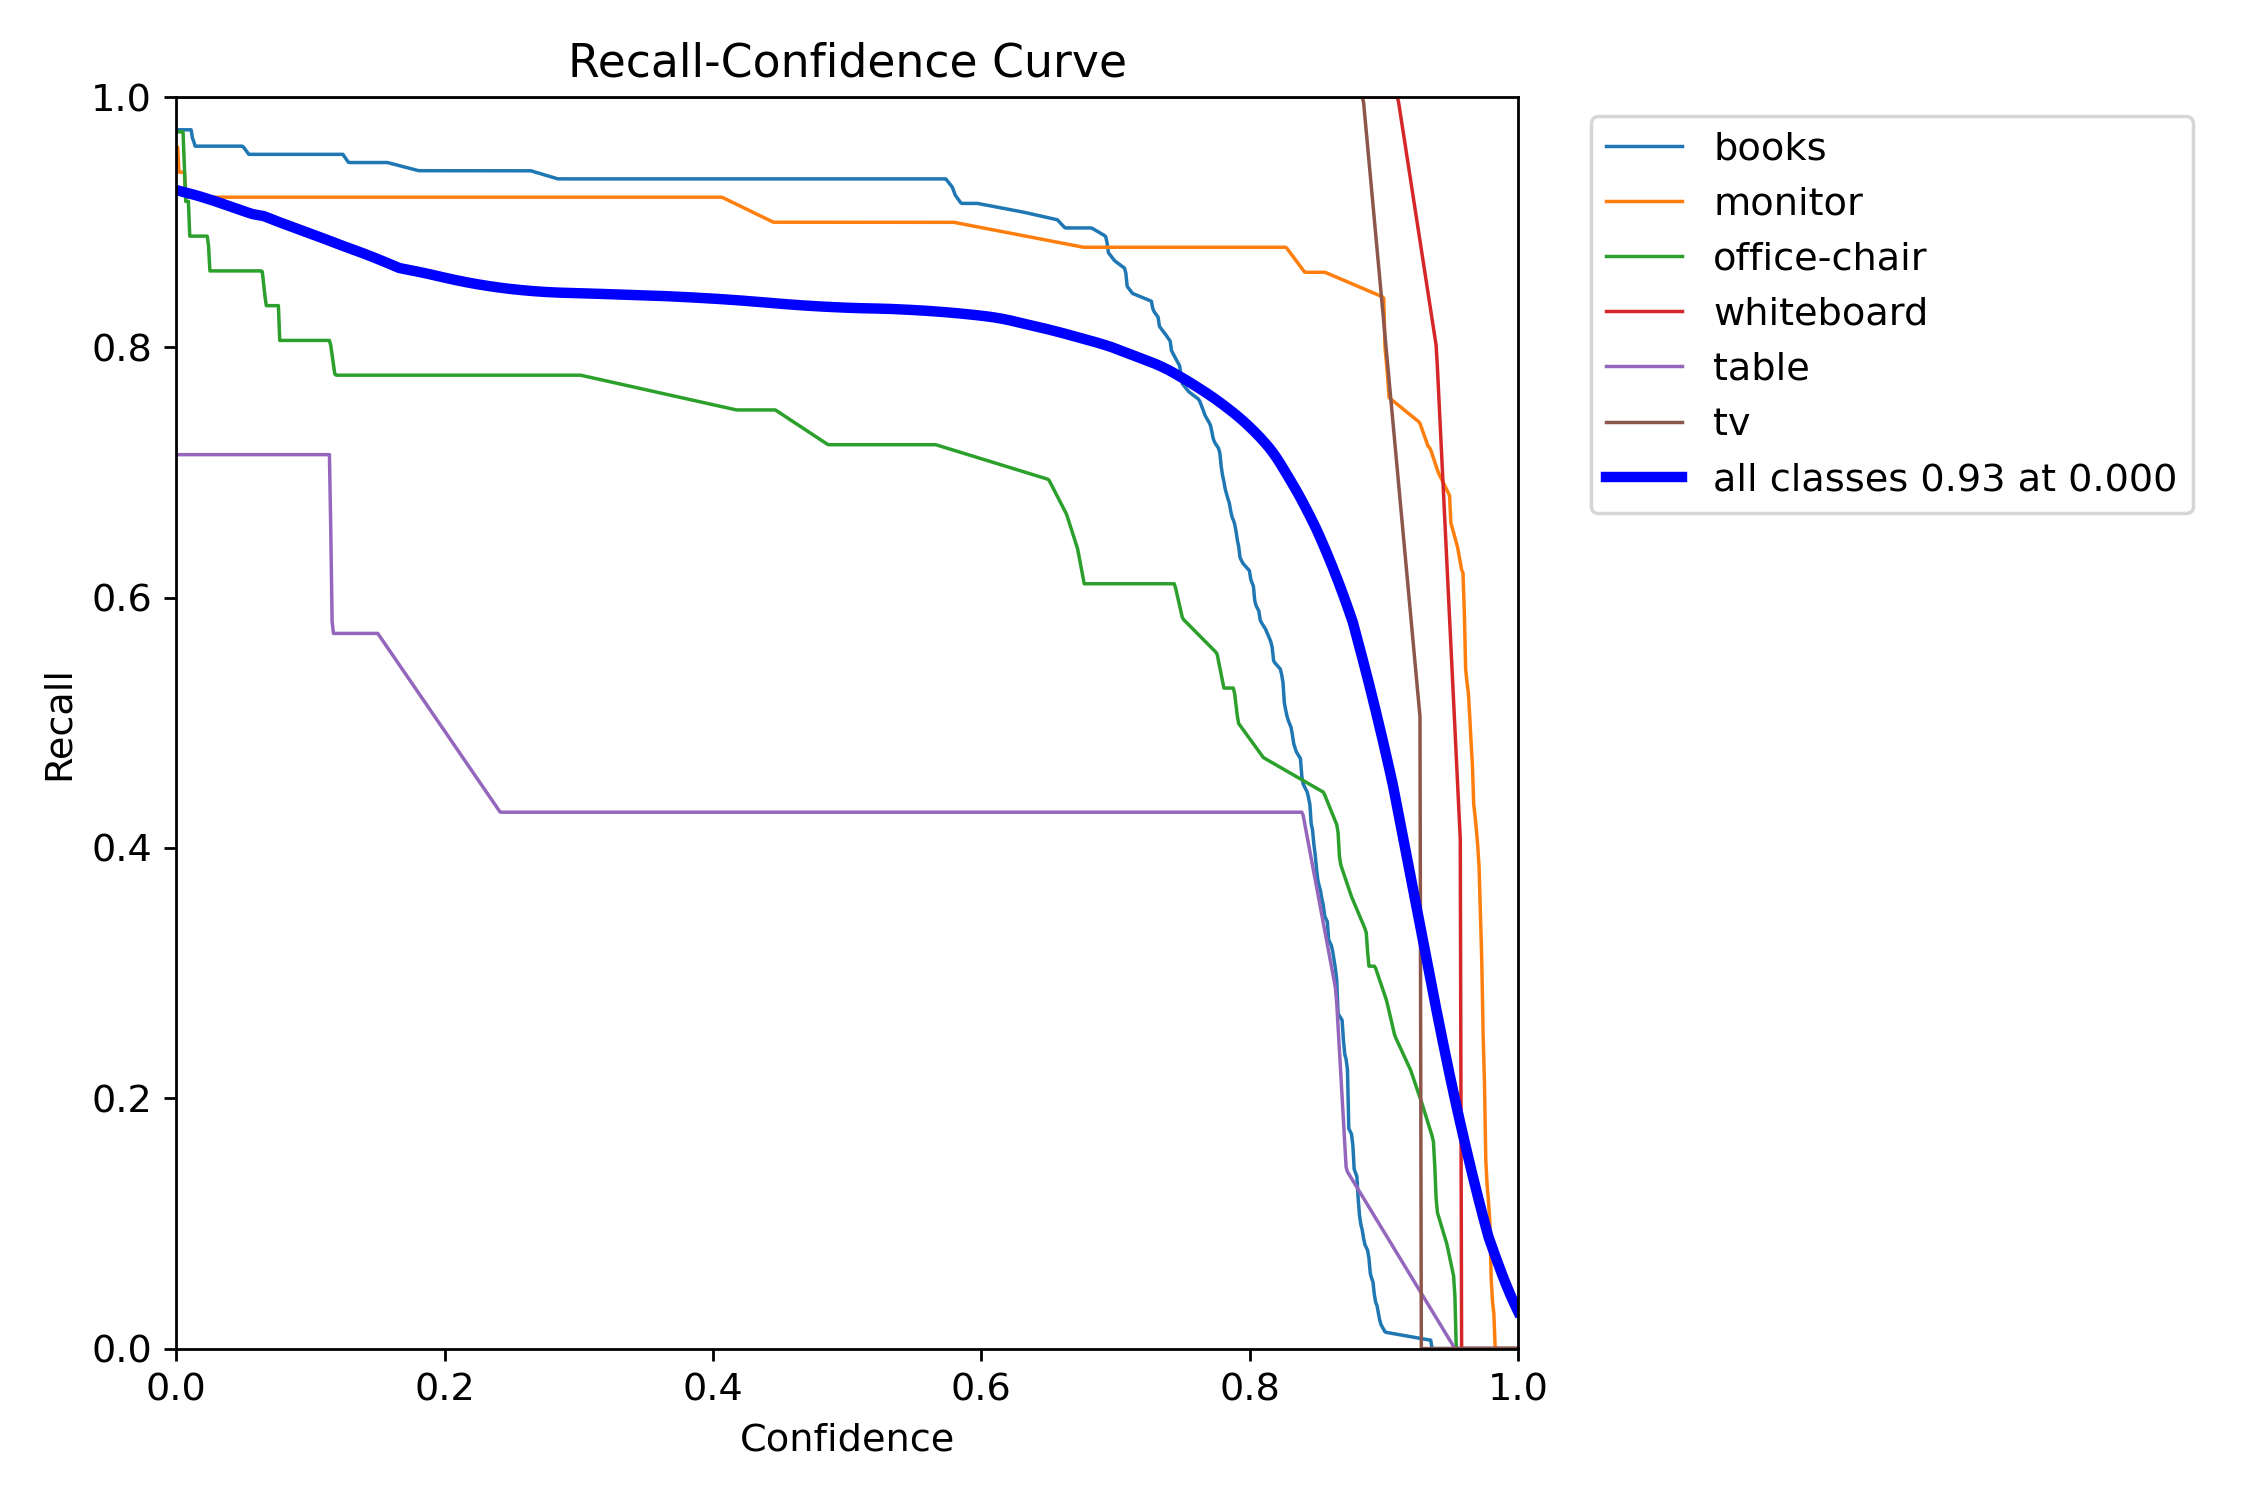 Recall-Confidence Curve
1.0
0.8
0.6
0.4
0.2
0.0
Recall
0.0 0.2 0.4 0.6 0.8 1.0
Confidence
books
monitor
office-chair
whiteboard
table
tv
all classes 0.93 at 0.000